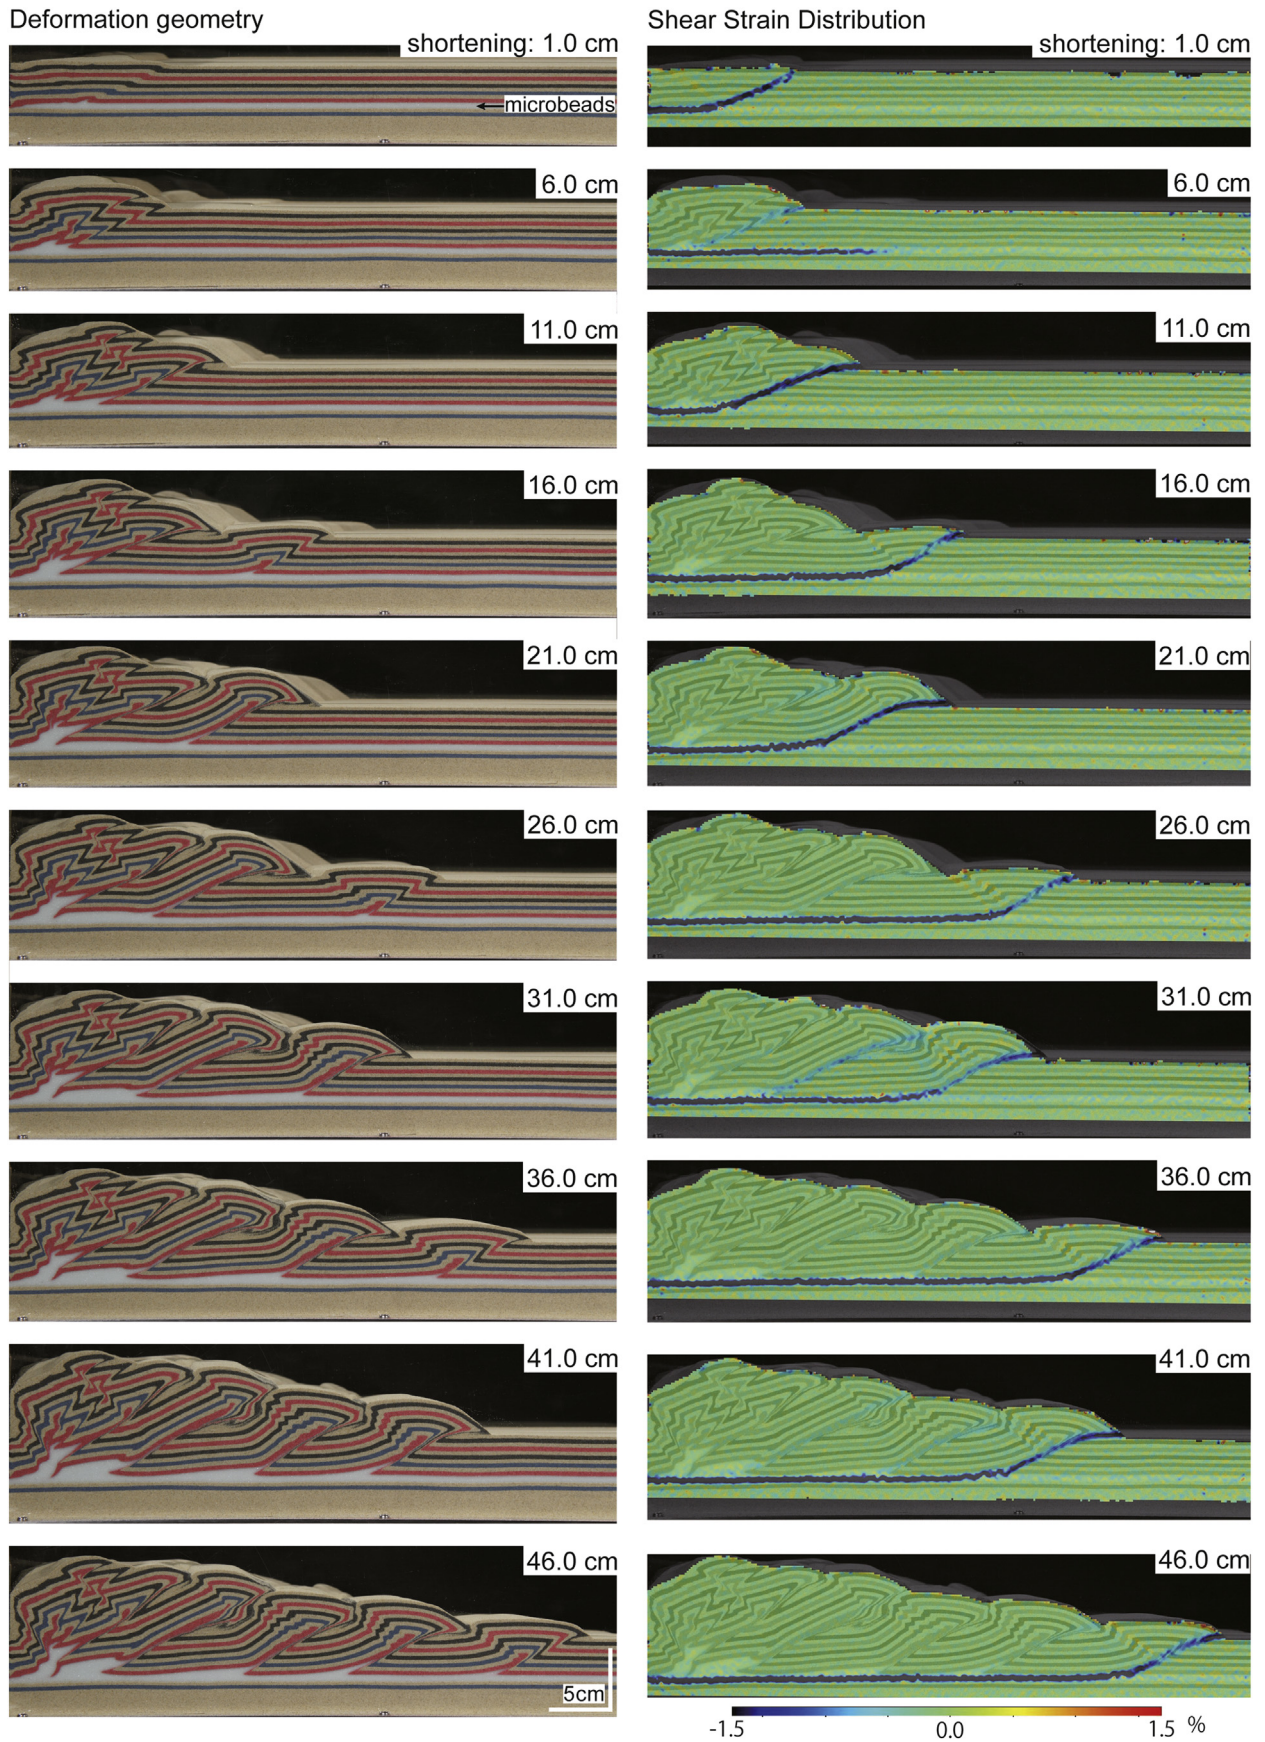 Deformation geometry
Shear Strain Distribution
shortening: 1.0 cm
shortening: 1.0 cm
microbeads
6.0 cm
6.0 cm
11.0 cm
11.0 cm
16.0 cm
16.0 cm
21.0 cm
21.0 cm
26.0 cm
26.0 cm
31.0 cm
31.0 cm
36.0 cm
36.0 cm
41.0 cm
41.0 cm
46.0 cm
46.0 cm
5cm
-1.5 0.0 1.5 %